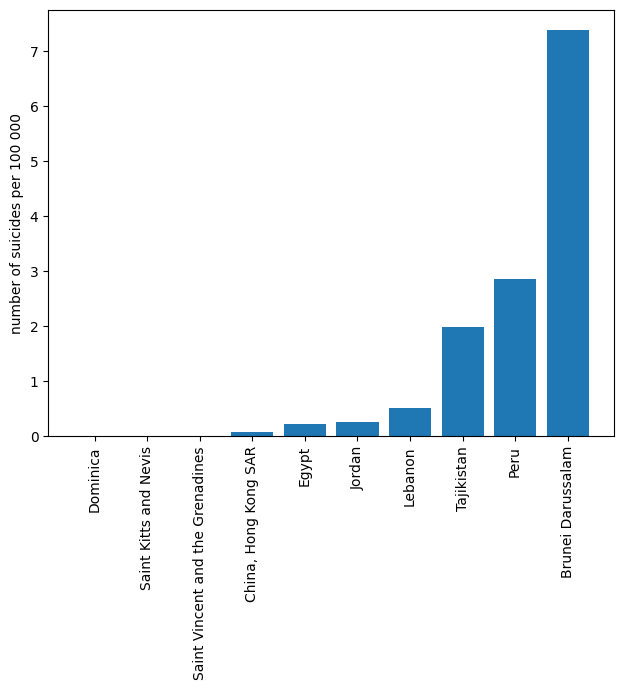 number of suicides per 100 000
7
6
5
4
3
2
1
0
Dominica
Saint Kitts and Nevis
Saint Vincent and the Grenadines
China, Hong Kong SAR
Egypt
Jordan
Lebanon
Tajikistan
Peru
Brunei Darussalam